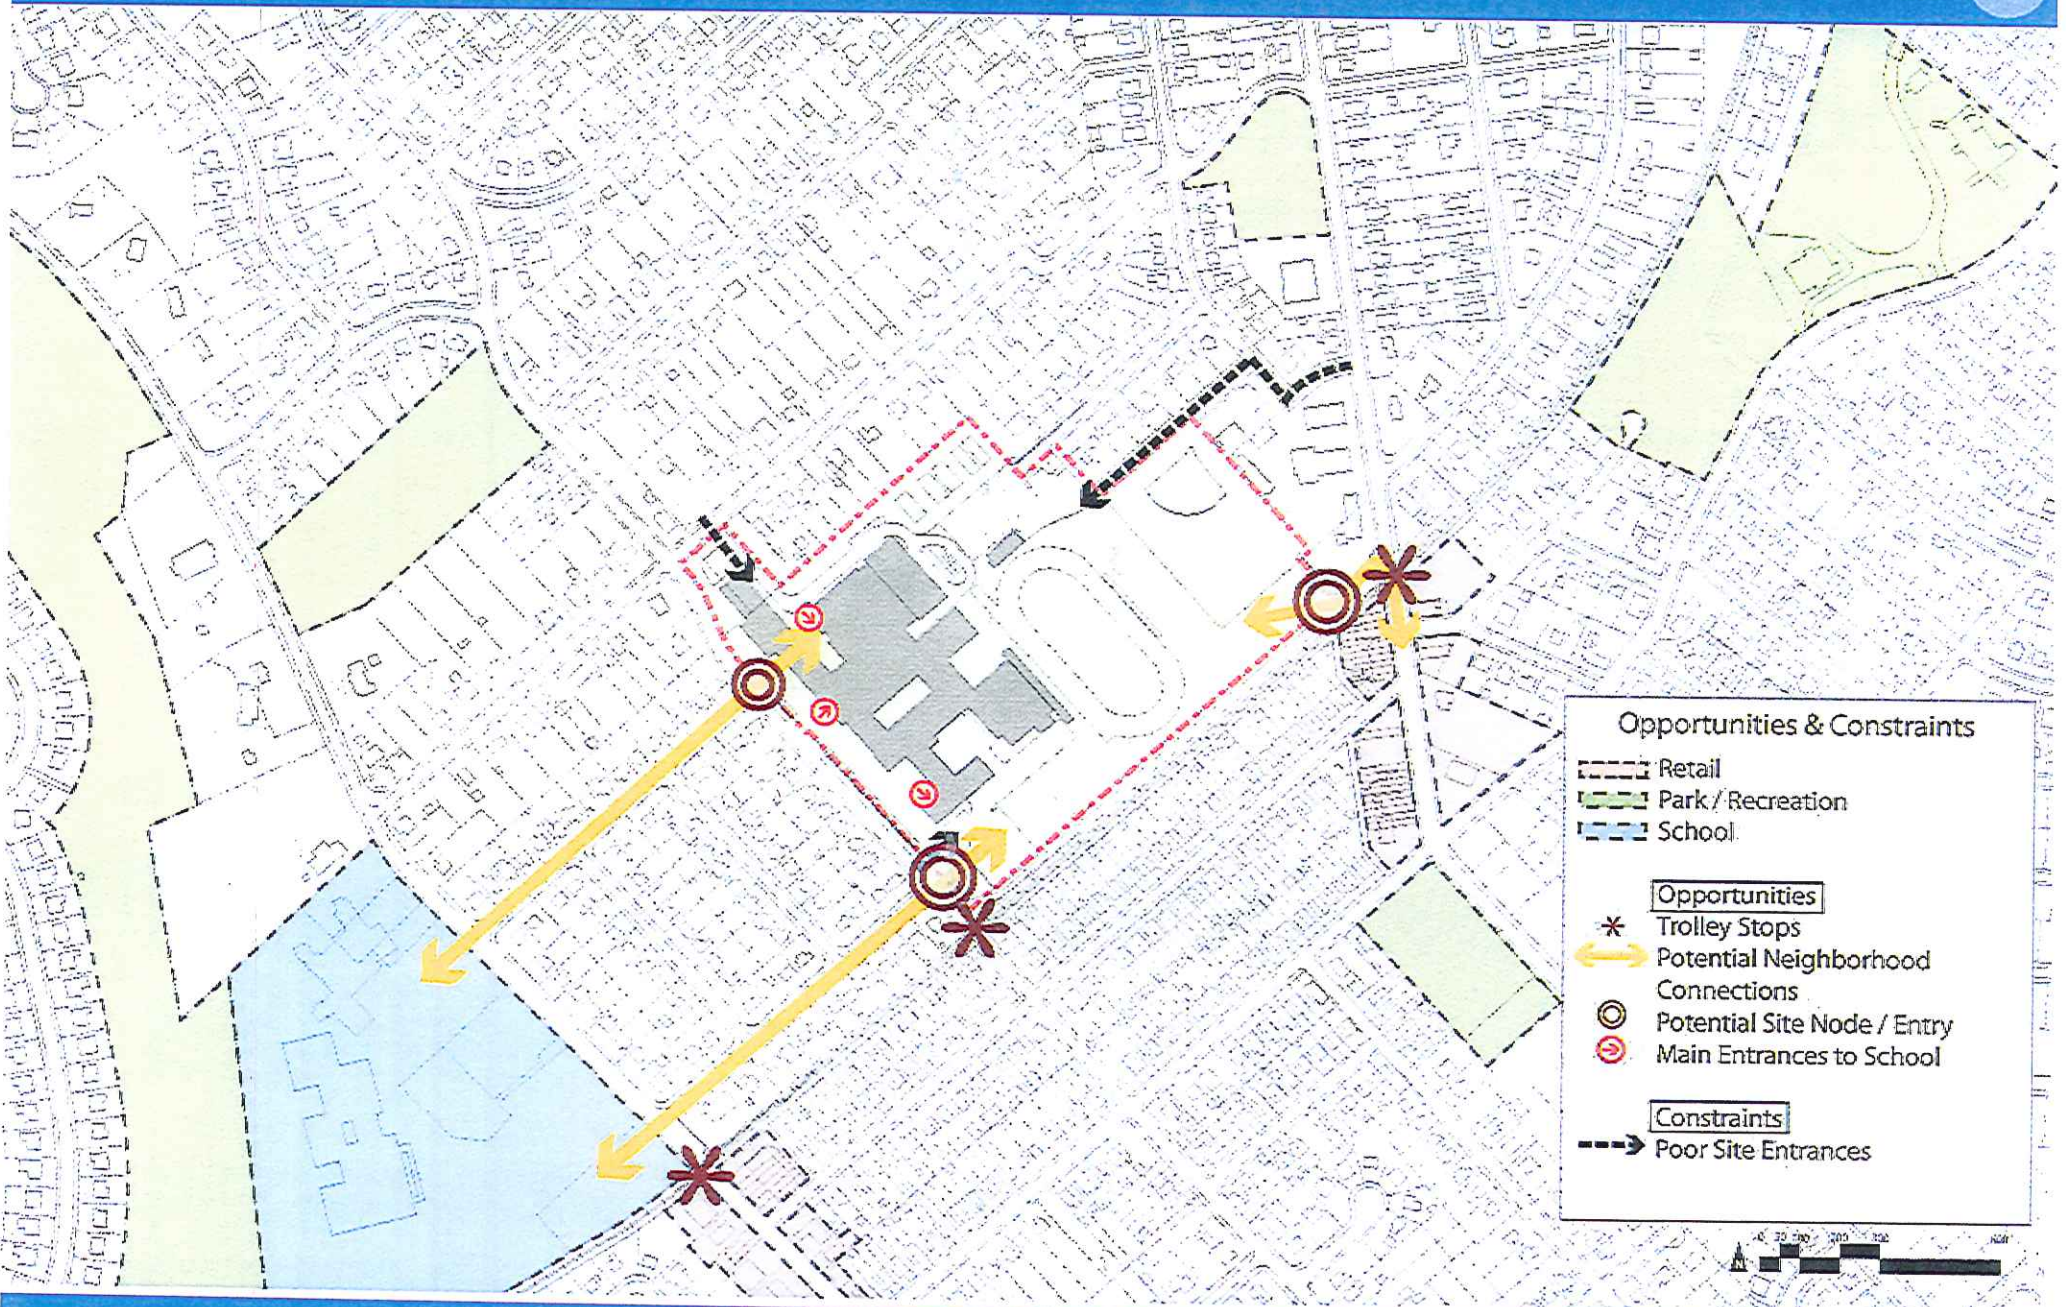 Opportunities & Constraints
Retail
Park / Recreation
School
Opportunities
Trolley Stops
Potential Neighborhood
Connections
Potential Site Node / Entry
Main Entrances to School
Constraints
Poor Site Entrances
N